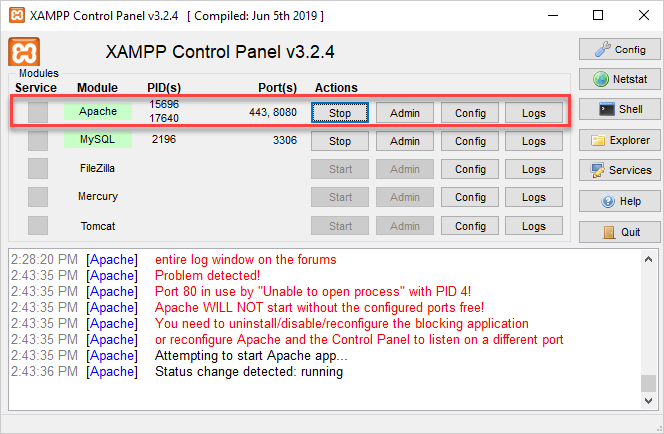 XAMPP Control Panel v3.2.4 [ Compiled: Jun 5th 2019 ]
XAMPP Control Panel v3.2.4
Config
Modules
Service Module PID(s) Port(s) Actions
Netstat
Apache 15696 17640 443, 8080 Stop Admin Config Logs
Shell
MySQL 2196 3306 Stop Admin Config Logs
Explorer
FileZilla Start Admin Config Logs
Services
Mercury Start Admin Config Logs
Help
Tomcat Start Admin Config Logs
Quit
2:28:20 PM [Apache] entire log window on the forums
2:43:35 PM [Apache] Problem detected!
2:43:35 PM [Apache] Port 80 in use by "Unable to open process" with PID 4!
2:43:35 PM [Apache] Apache WILL NOT start without the configured ports free!
2:43:35 PM [Apache] You need to uninstall/disable/reconfigure the blocking application
2:43:35 PM [Apache] or reconfigure Apache and the Control Panel to listen on a different port
2:43:35 PM [Apache] Attempting to start Apache app...
2:43:36 PM [Apache] Status change detected: running